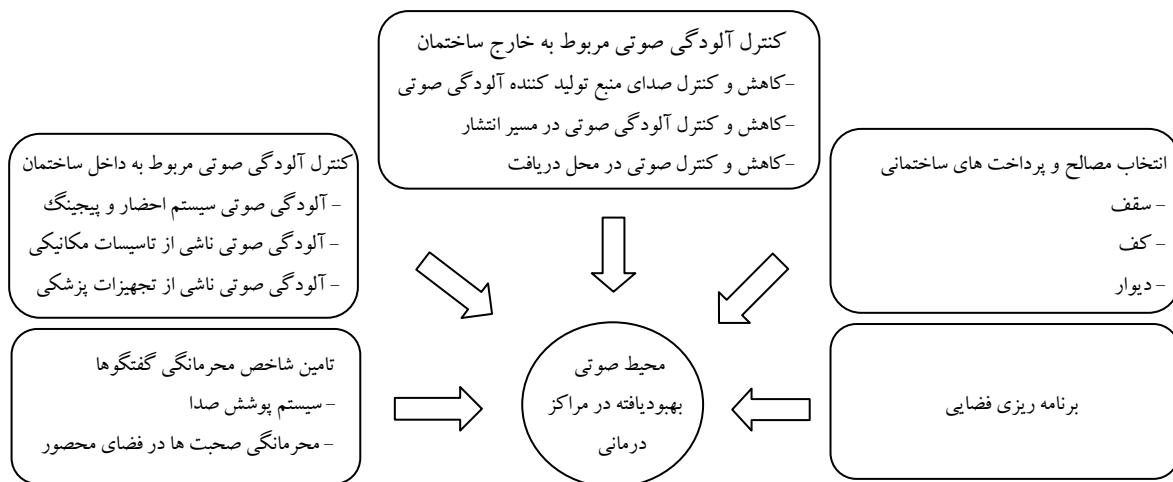 کنترل آلودگی صوتی مربوط به خارج ساختمان
-کاهش و کنترل صدای منبع تولید کننده آلودگی صوتی
-کاهش و کنترل آلودگی صوتی در مسیر انتشار
-کاهش و کنترل صوتی در محل دریافت
انتخاب مصالح و پرداخت های ساختمانی
- سقف
- کف
- دیوار
کنترل آلودگی صوتی مربوط به داخل ساختمان
- آلودگی صوتی سیستم احضار و پیجینگ
- آلودگی صوتی ناشی از تاسیسات مکانیکی
- آلودگی صوتی ناشی از تجهیزات پزشکی
برنامه ریزی فضایی
محیط صوتی
بهبودیافته در مراکز
درمانی
تامین شاخص محرمانگی گفتگوها
- سیستم پوشش صدا
- محرمانگی صحبت ها در فضای محصور